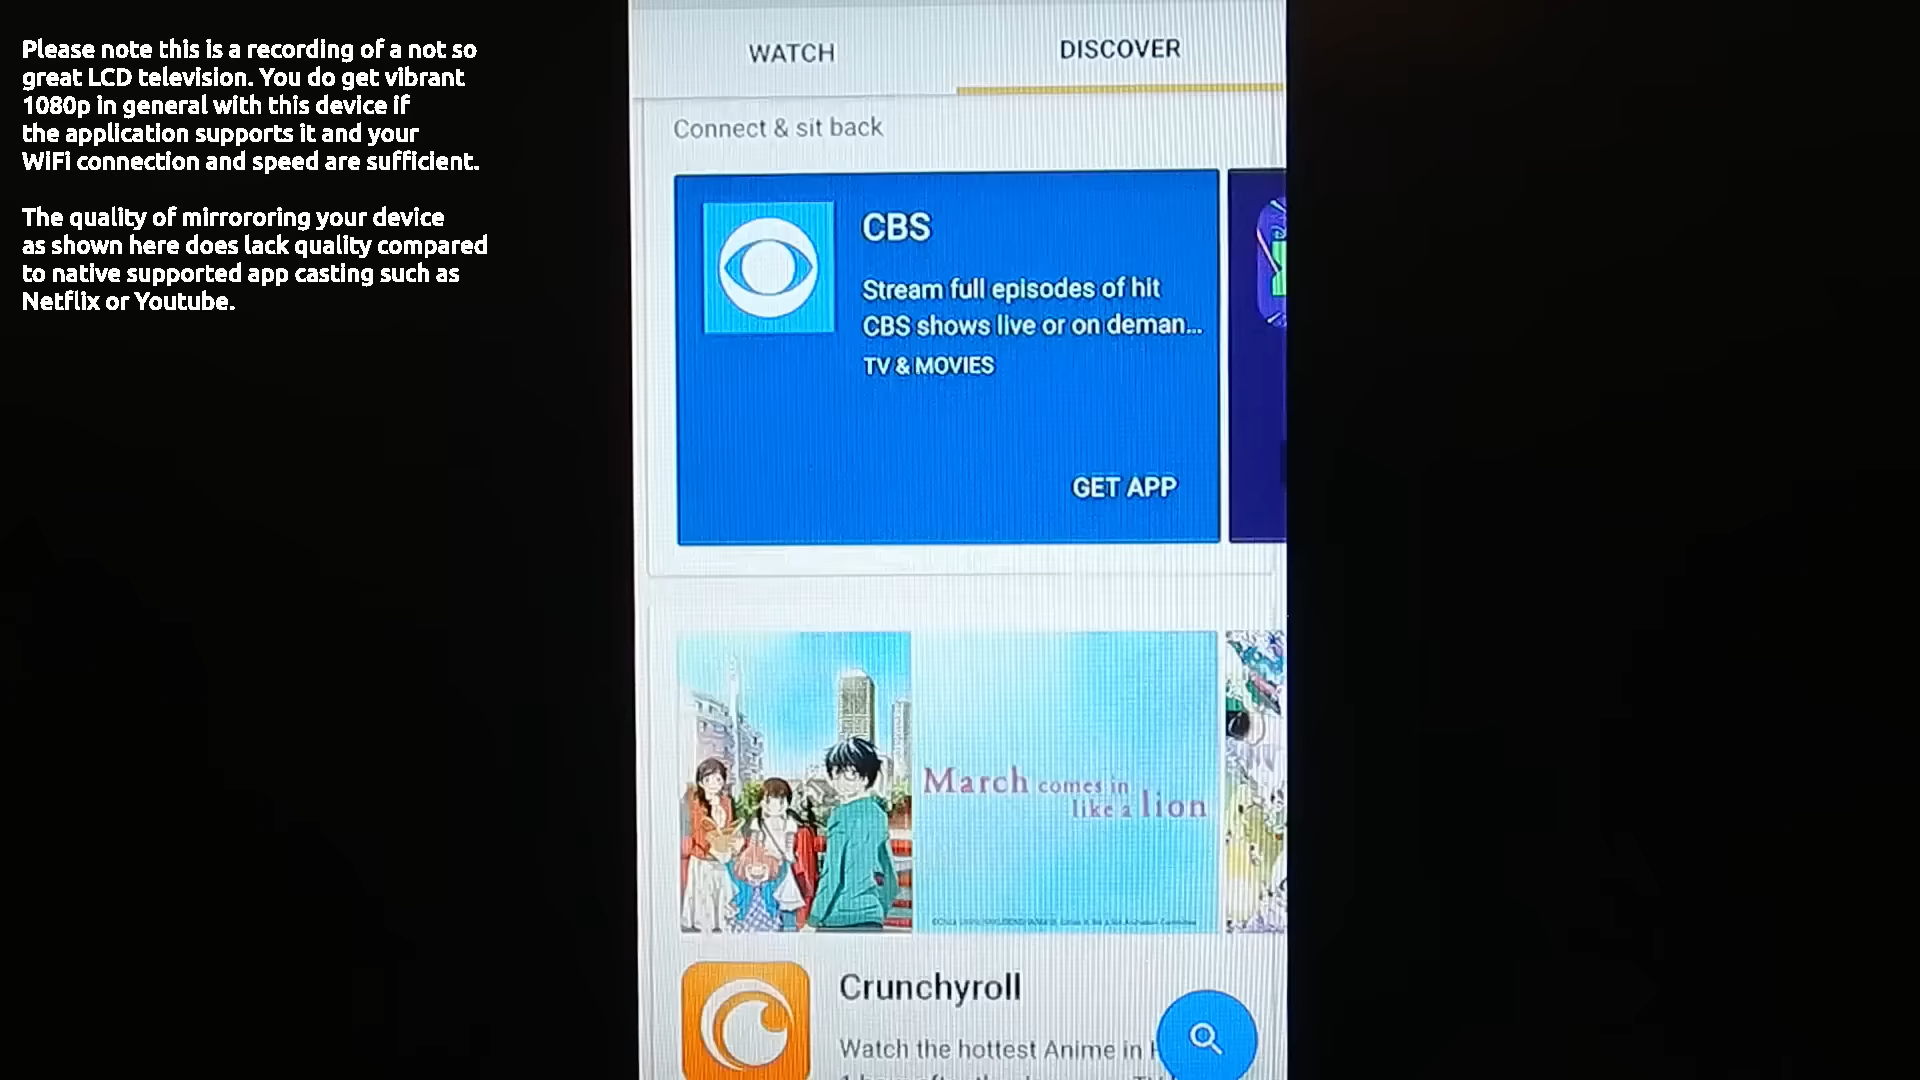 Please note this is a recording of a not so
great LCD television. You do get vibrant
1080p in general with this device if
the application supports it and your
WiFi connection and speed are sufficient.
The quality of mirrororing your device
as shown here does lack quality compared
to native supported app casting such as
Netflix or Youtube.
WATCH
DISCOVER
Connect & sit back
CBS
Stream full episodes of hit
CBS shows live or on deman...
TV & MOVIES
GET APP
March comes in
like a lion
Crunchyroll
Watch the hottest Anime in